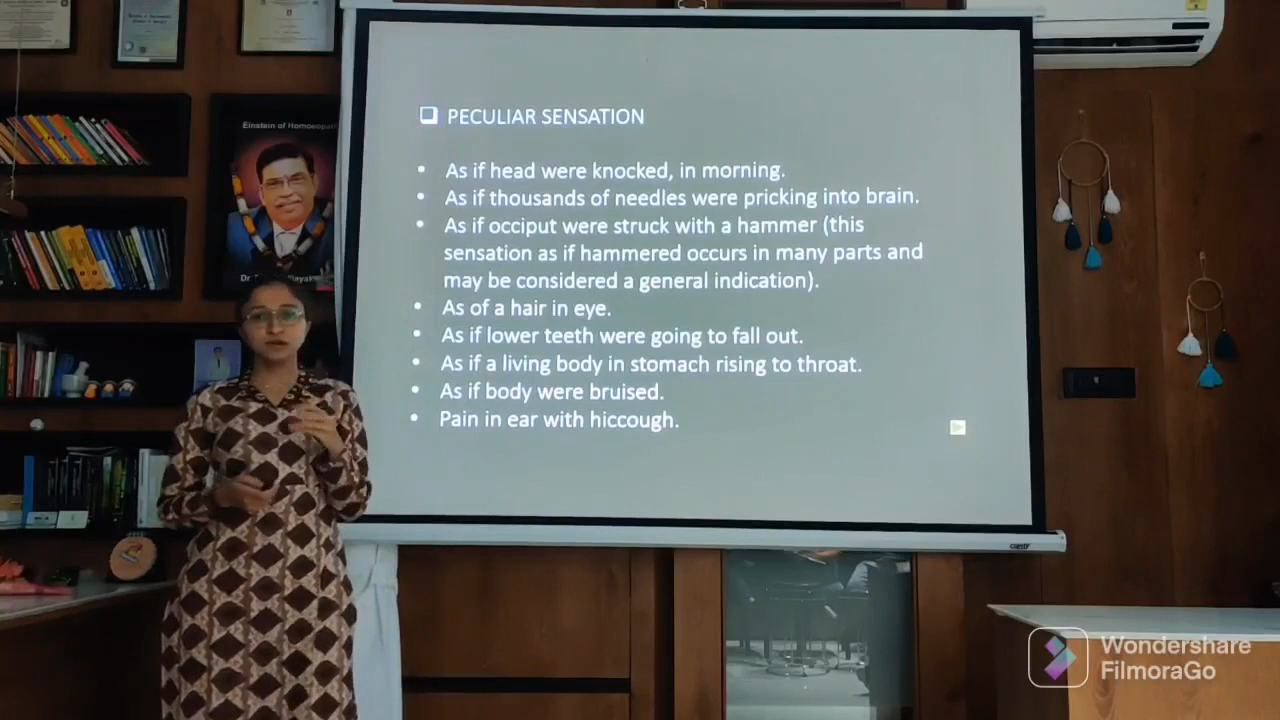 Einstein of Homoeopat
Dr.
PECULIAR SENSATION
As if head were knocked, in morning.
As if thousands of needles were pricking into brain.
As if occiput were struck with a hammer (this
sensation as if hammered occurs in many parts and
may be considered a general indication).
As of a hair in eye.
As if lower teeth were going to fall out.
As if a living body in stomach rising to throat.
As if body were bruised.
Pain in ear with hiccough.
Wondershare
FilmoraGo